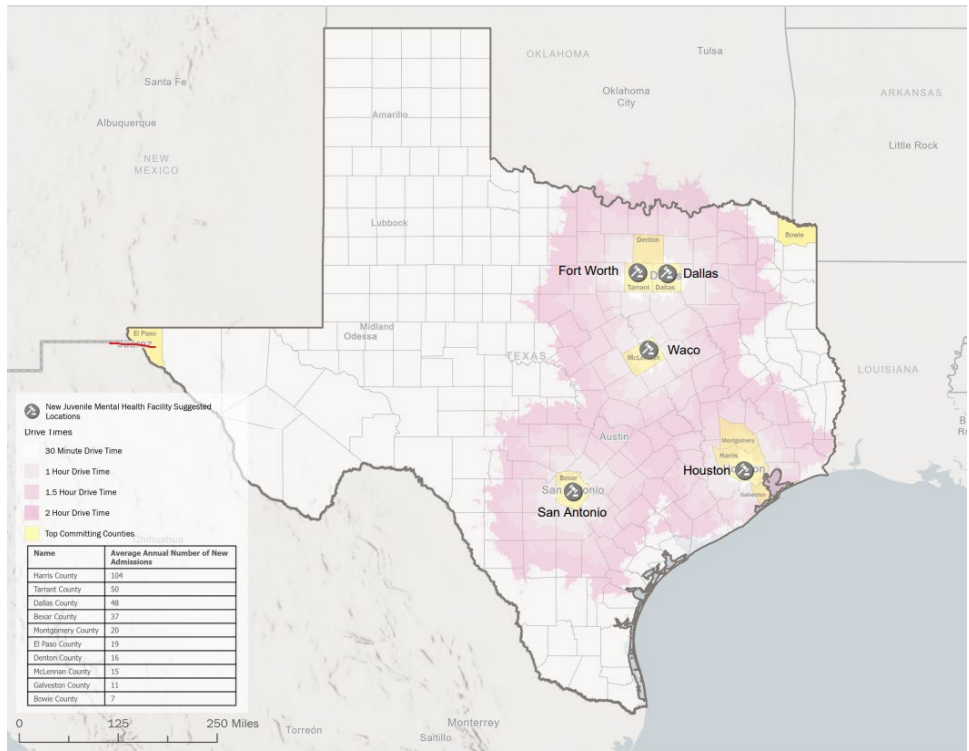 OKLAHOMA
Tulsa
Santa Fe
Oklahoma
City
ARKANSAS
Amarillo
Albuquerque
Little Rock
NEW
MEXICO
Lubbock
Bowie
Denton
Fort Worth
Dallas
Tarrant
Dallas
El Paso
Juárez
Midland
Odessa
TEXAS
McLennan
Waco
LOUISIANA
New Juvenile Mental Health Facility Suggested
Locations
Drive Times
30 Minute Drive Time
1 Hour Drive Time
1.5 Hour Drive Time
2 Hour Drive Time
Top Committing Counties
Austin
Montgomery
Harris
Houston
Houston
Galveston
Bexar
San Antonio
San Antonio
Chihuahua
Name Average Annual Number of New Admissions
Harris County 104
Tarrant County 50
Dallas County 48
Bexar County 37
Montgomery County 20
El Paso County 19
Denton County 16
McLennan County 15
Galveston County 11
Bowie County 7
0 125 250 Miles
Torreón
Monterrey
Saltillo